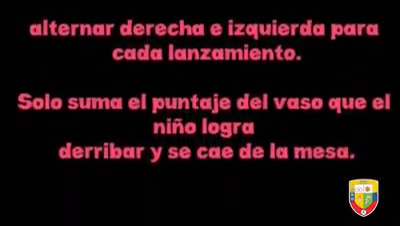 alternar derecha e izquierda para
cada lanzamiento.
Solo suma el puntaje del vaso que el
niño logra
derribar y se cae de la mesa.